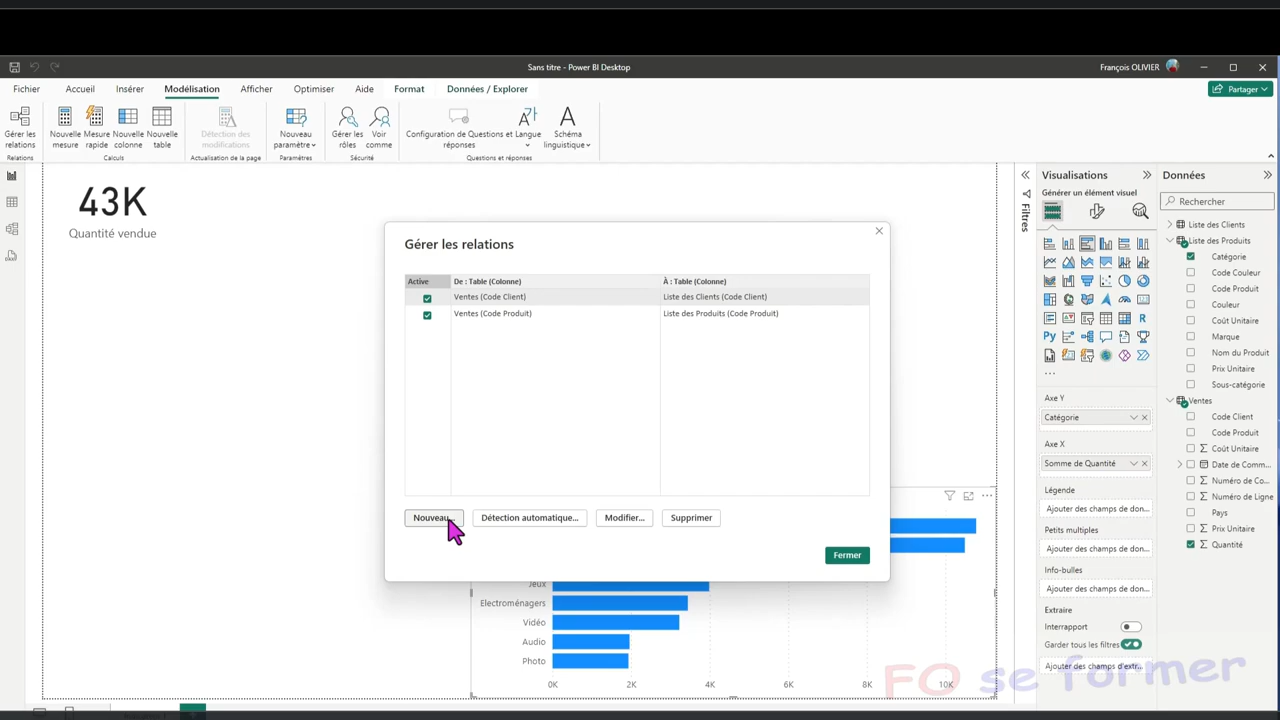 Sans titre - Power BI Desktop
François OLIVIER
Fichier
Accueil
Insérer
Modélisation
Afficher
Aide
Optimiser
Format
Données / Explorer
Partager
Gérer les relations
Nouvelle mesure
Mesure rapide
Nouvelle colonne
Nouvelle table
Détection des modifications
Nouveau paramètre
Gérer les rôles
Voir comme
Configuration de Questions et réponses
Langue
Schéma linguistique
Relations
Calculs
Actualisation de la page
Paramètres
Sécurité
Questions et réponses
43K
Quantité vendue
Gérer les relations
Active
De : Table (Colonne)
À : Table (Colonne)
Ventes (Code Client)
Liste des Clients (Code Client)
Ventes (Code Produit)
Liste des Produits (Code Produit)
Nouveau...
Détection automatique...
Modifier...
Supprimer
Fermer
Jeux
Electroménagers
Vidéo
Audio
Photo
0K
2K
4K
6K
8K
10K
Filtres
Visualisations
Générer un élément visuel
R
Py
...
Axe Y
Catégorie
Axe X
Somme de Quantité
Légende
Ajouter des champs de don...
Petits multiples
Ajouter des champs de don...
Info-bulles
Ajouter des champs de don...
Extraire
Interrapport
Garder tous les filtres
Ajouter des champs d'extr...
Données
Rechercher
Liste des Clients
Liste des Produits
Catégorie
Code Couleur
Code Produit
Couleur
Coût Unitaire
Marque
Nom du Produit
Prix Unitaire
Sous-catégorie
Ventes
Code Client
Code Produit
Coût Unitaire
Date de Comm...
Numéro de Co...
Numéro de Ligne
Pays
Prix Unitaire
Quantité
FO se former